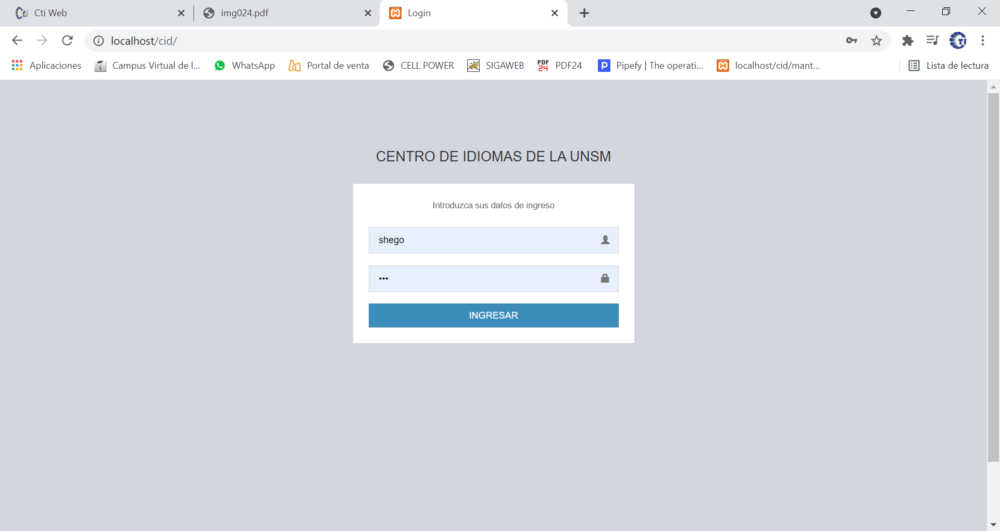 Cti Web
img024.pdf
Login
localhost/cid/
Aplicaciones
Campus Virtual de l...
WhatsApp
Portal de venta
CELL POWER
SIGAWEB
PDF24
Pipefy | The operati...
localhost/cid/mant...
Lista de lectura
CENTRO DE IDIOMAS DE LA UNSM
Introduzca sus datos de ingreso
shego
•••
INGRESAR